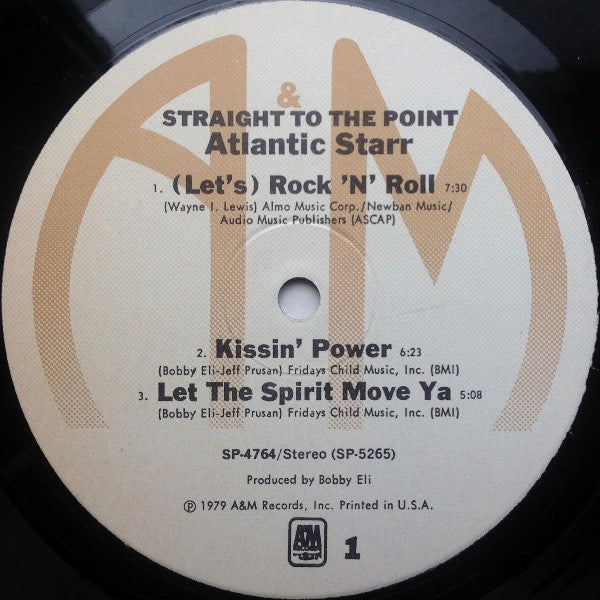 A&M
STRAIGHT TO THE POINT
Atlantic Starr
1. (Let's) Rock 'N' Roll 7:30
(Wayne I. Lewis) Almo Music Corp./Newban Music/
Audio Music Publishers (ASCAP)
2. Kissin' Power 6:23
(Bobby Eli-Jeff Prusan) Fridays Child Music, Inc. (BMI)
3. Let The Spirit Move Ya 5:08
(Bobby Eli-Jeff Prusan) Fridays Child Music, Inc. (BMI)
SP-4764/Stereo (SP-5265)
Produced by Bobby Eli
℗ 1979 A&M Records, Inc. Printed in U.S.A.
A&M 1